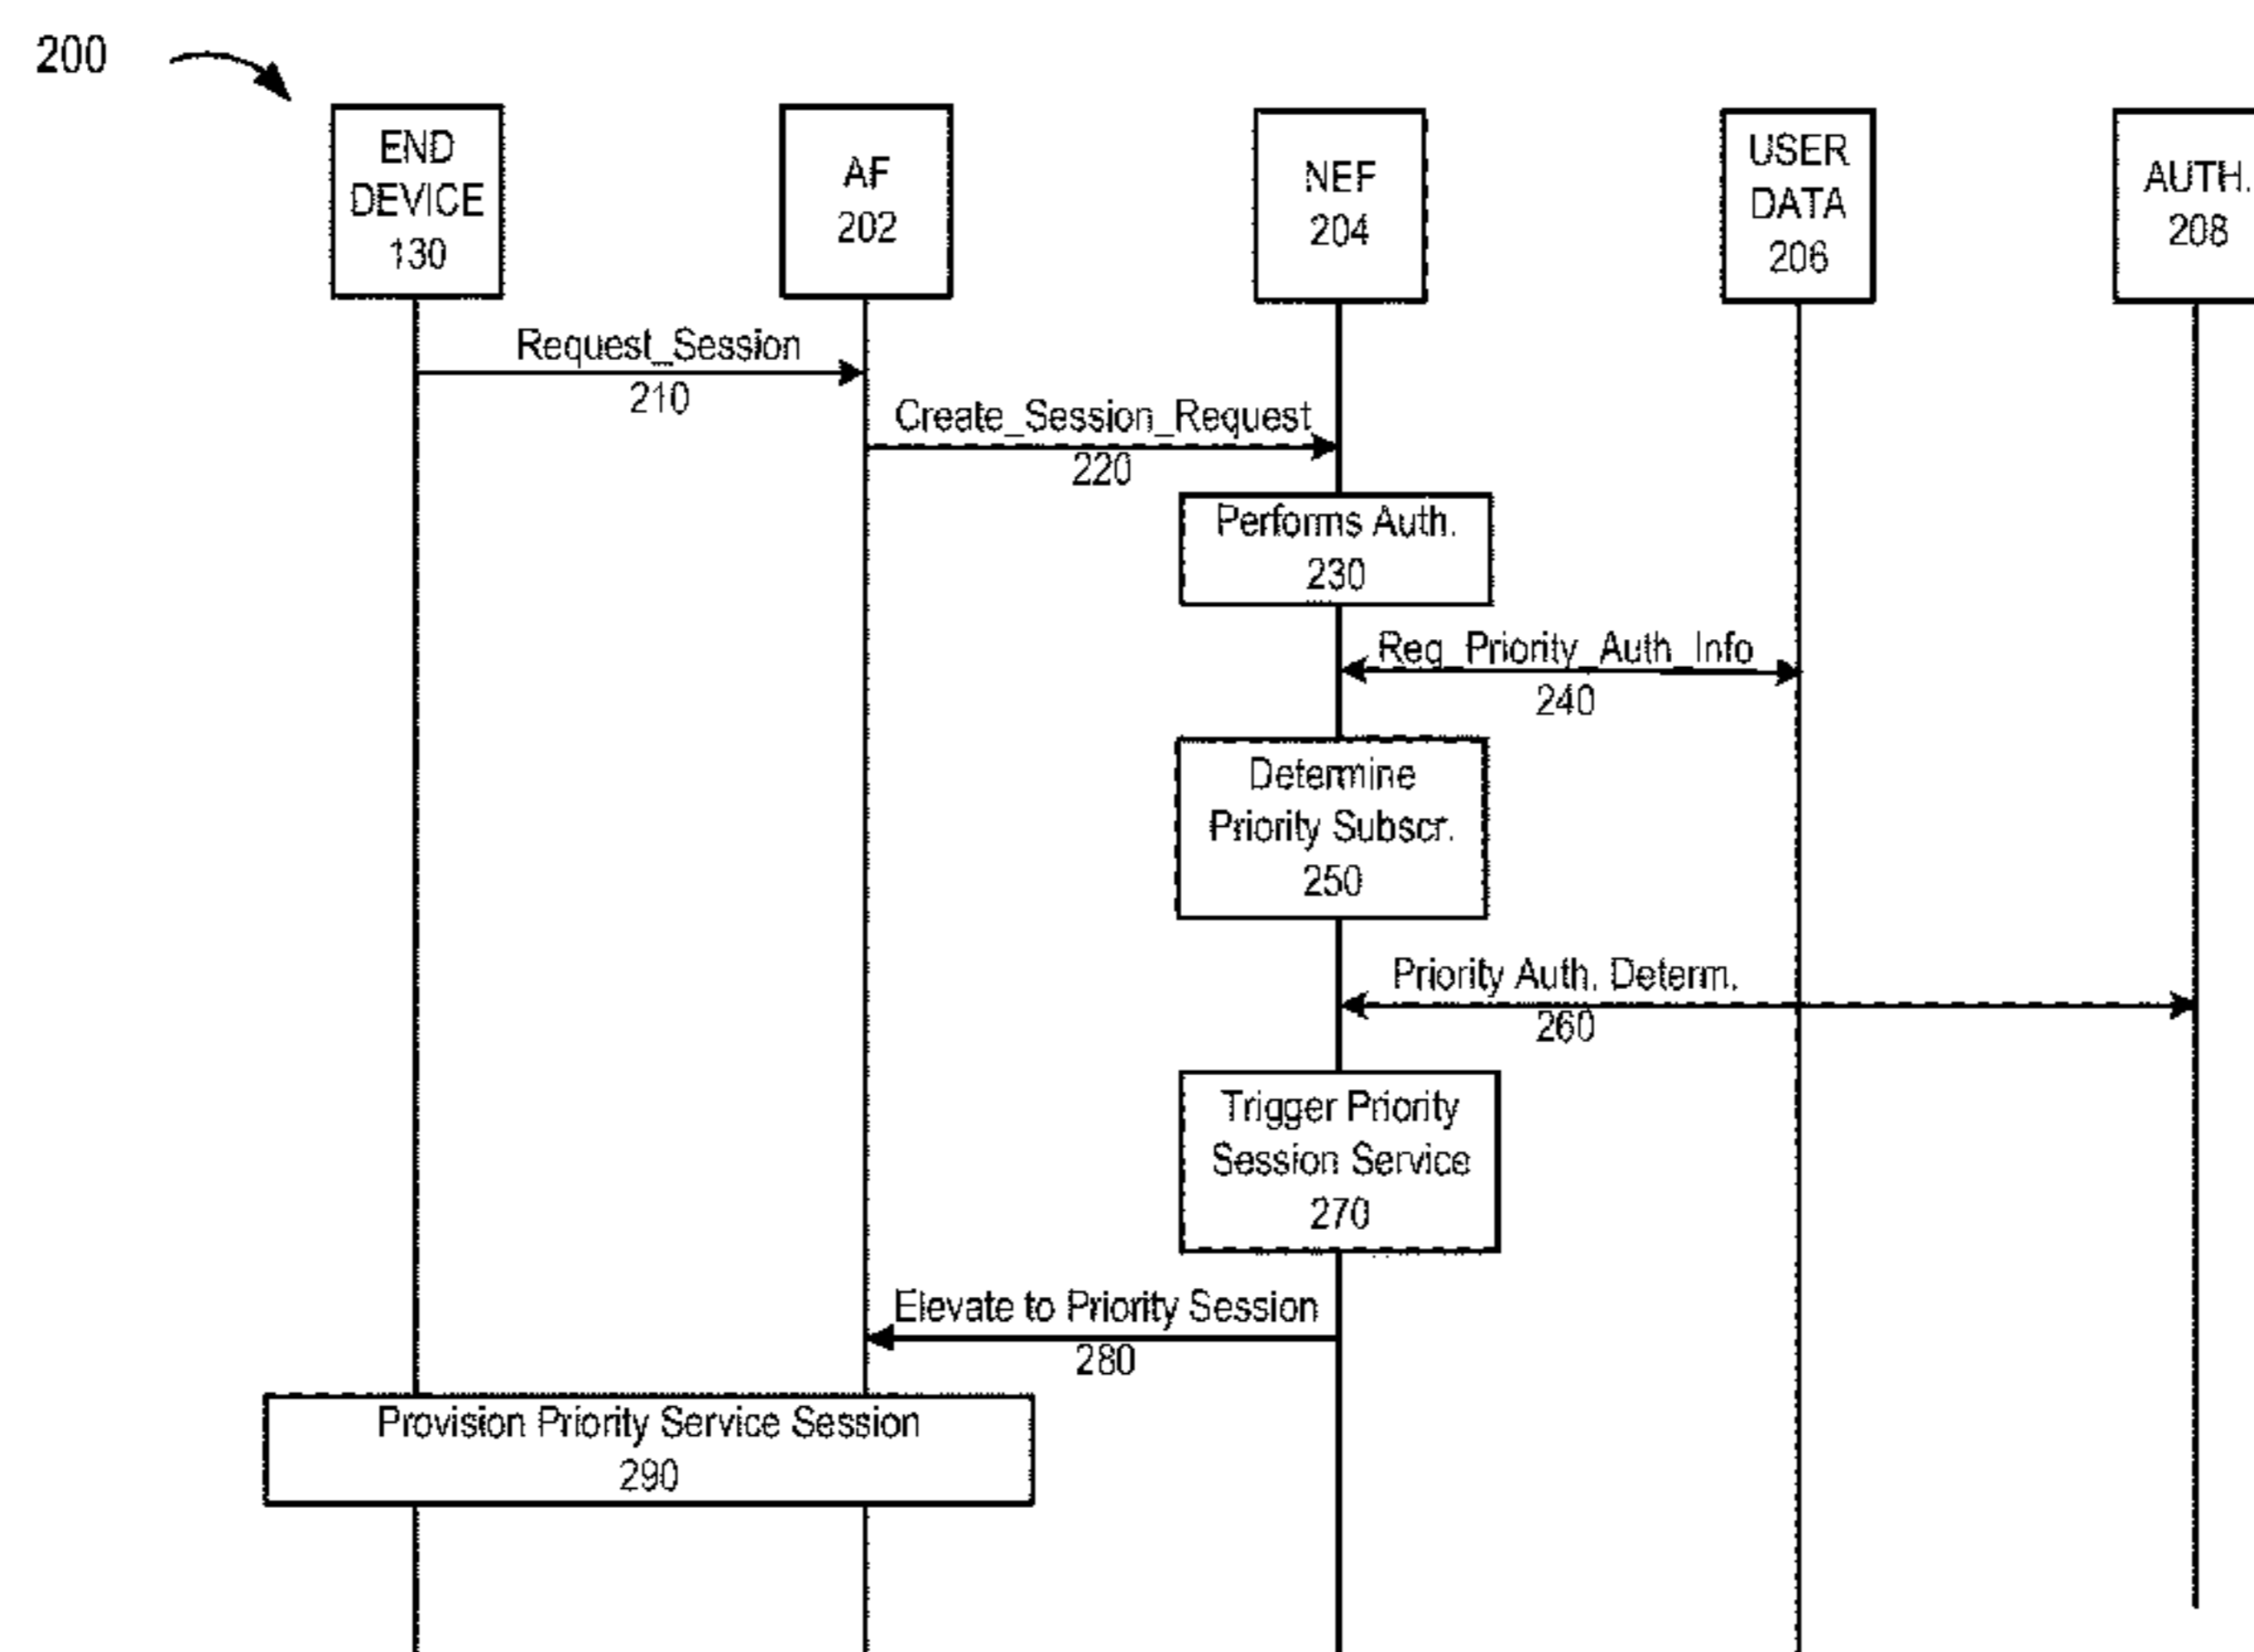 200
END
DEVICE
130
AF
202
NEF
204
USER
DATA
206
AUTH.
208
Request_Session
210
Create_Session_Request
220
Performs Auth.
230
Req_Priority_Auth_Info
240
Determine
Priority Subscr.
250
Priority Auth. Determ.
260
Trigger Priority
Session Service
270
Elevate to Priority Session
280
Provision Priority Service Session
290